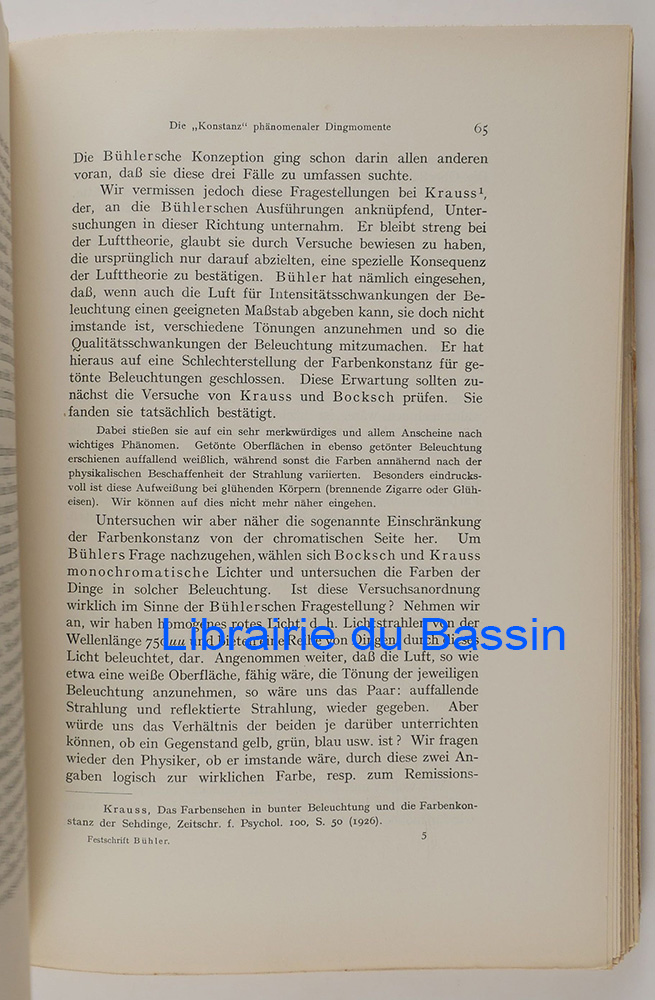 Die „Konstanz“ phänomenaler Dingmomente 65
Die Bühlersche Konzeption ging schon darin allen anderen
voran, daß sie diese drei Fälle zu umfassen suchte.
Wir vermissen jedoch diese Fragestellungen bei Krauss¹,
der, an die Bühlerschen Ausführungen anknüpfend, Unter-
suchungen in dieser Richtung unternahm. Er bleibt streng bei
der Lufttheorie, glaubt sie durch Versuche bewiesen zu haben,
die ursprünglich nur darauf abzielten, eine spezielle Konsequenz
der Lufttheorie zu bestätigen. Bühler hat nämlich eingesehen,
daß, wenn auch die Luft für Intensitätsschwankungen der Be-
leuchtung einen geeigneten Maßstab abgeben kann, sie doch nicht
imstande ist, verschiedene Tönungen anzunehmen und so die
Qualitätsschwankungen der Beleuchtung mitzumachen. Er hat
hieraus auf eine Schlechterstellung der Farbenkonstanz für ge-
tönte Beleuchtungen geschlossen. Diese Erwartung sollten zu-
nächst die Versuche von Krauss und Bocksch prüfen. Sie
fanden sie tatsächlich bestätigt.
Dabei stießen sie auf ein sehr merkwürdiges und allem Anscheine nach
wichtiges Phänomen. Getönte Oberflächen in ebenso getönter Beleuchtung
erschienen auffallend weißlich, während sonst die Farben annähernd nach der
physikalischen Beschaffenheit der Strahlung variierten. Besonders eindrucks-
voll ist diese Aufweißung bei glühenden Körpern (brennende Zigarre oder Glüh-
eisen). Wir können auf dies nicht mehr näher eingehen.
Untersuchen wir aber näher die sogenannte Einschränkung
der Farbenkonstanz von der chromatischen Seite her. Um
Bühlers Frage nachzugehen, wählen sich Bocksch und Krauss
monochromatische Lichter und untersuchen die Farben der
Dinge in solcher Beleuchtung. Ist diese Versuchsanordnung
wirklich im Sinne der Bühlerschen Fragestellung? Nehmen wir
an, wir haben homogenes rotes Licht, d. h. Lichtstrahlen von der
Wellenlänge 750 μμ und bieten eine Reihe von Dingen, durch dieses
Librairie du Bassin
Licht beleuchtet, dar. Angenommen weiter, daß die Luft, so wie
etwa eine weiße Oberfläche, fähig wäre, die Tönung der jeweiligen
Beleuchtung anzunehmen, so wäre uns das Paar: auffallende
Strahlung und reflektierte Strahlung, wieder gegeben. Aber
würde uns das Verhältnis der beiden je darüber unterrichten
können, ob ein Gegenstand gelb, grün, blau usw. ist? Wir fragen
wieder den Physiker, ob er imstande wäre, durch diese zwei An-
gaben logisch zur wirklichen Farbe, resp. zum Remissions-
Krauss, Das Farbensehen in bunter Beleuchtung und die Farbenkon-
stanz der Sehdinge, Zeitschr. f. Psychol. 100, S. 50 (1926).
Festschrift Bühler. 5